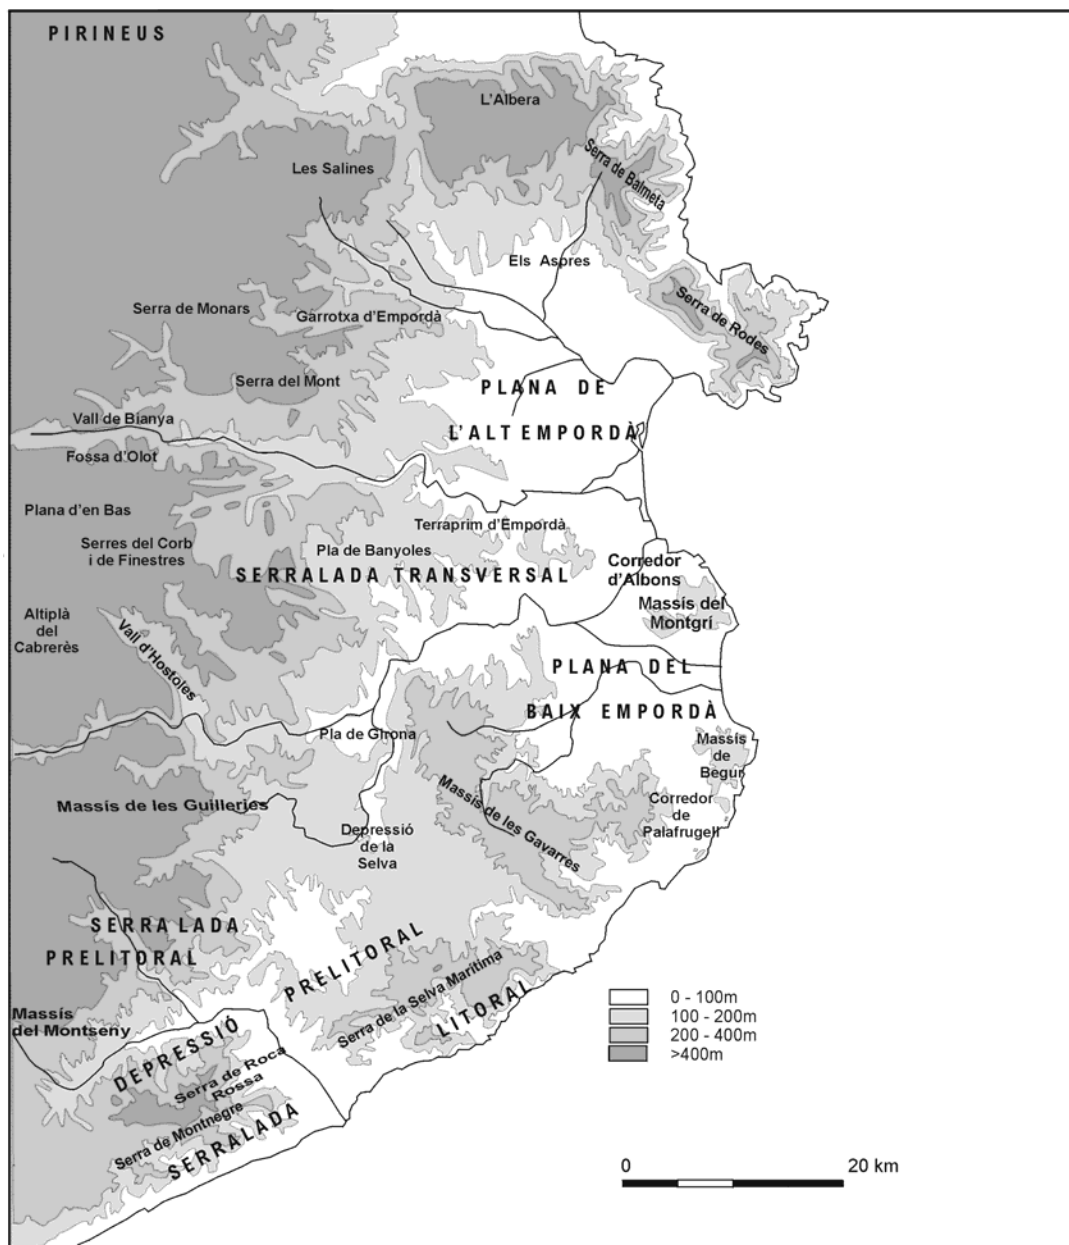 PIRINEUS
L'Albera
Serra de Balmeta
Les Salines
Els Aspres
Serra de Rodes
Serra de Monars
Garrotxa d'Empordà
Serra del Mont
PLANA DE
L'ALT EMPORDÀ
Vall de Bianya
Fossa d'Olot
Plana d'en Bas
Terraprim d'Empordà
Serres del Corb
i de Finestres
Pla de Banyoles
SERRALADA TRANSVERSAL
Corredor
d'Albons
Massís del
Montgrí
Altiplà
del
Cabrerès
Vall d'Hostoles
PLANA DEL
BAIX EMPORDÀ
Pla de Girona
Massís
de
Begur
Massís de les Guilleries
Massís de les Gavarres
Corredor
de
Palafrugell
Depressió
de la
Selva
SERRALADA
PRELITORAL
PRELITORAL
Serra de la Selva Marítima
LITORAL
Massís
del Montseny
DEPRESSIÓ
Serra de Roca
Rossa
Serra de Montnegre
SERRALADA
0 - 100m
100 - 200m
200 - 400m
>400m
0 20 km